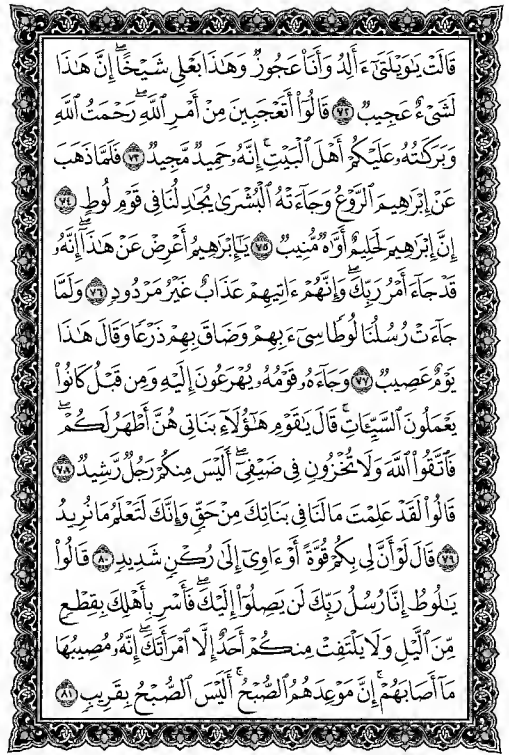 قَالَتْ يَٰوَيْلَتَىٰٓ ءَأَلِدُ وَأَنَا۠ عَجُوزٌ وَهَٰذَا بَعْلِى شَيْخًا ۖ إِنَّ هَٰذَا
لَشَىْءٌ عَجِيبٌ ٧٢ قَالُوٓا۟ أَتَعْجَبِينَ مِنْ أَمْرِ ٱللَّهِ ۖ رَحْمَتُ ٱللَّهِ
وَبَرَكَٰتُهُۥ عَلَيْكُمْ أَهْلَ ٱلْبَيْتِ ۚ إِنَّهُۥ حَمِيدٌ مَّجِيدٌ ٧٣ فَلَمَّا ذَهَبَ
عَنْ إِبْرَٰهِيمَ ٱلرَّوْعُ وَجَآءَتْهُ ٱلْبُشْرَىٰ يُجَٰدِلُنَا فِى قَوْمِ لُوطٍ ٧٤
إِنَّ إِبْرَٰهِيمَ لَحَلِيمٌ أَوَّٰهٌ مُّنِيبٌ ٧٥ يَٰٓإِبْرَٰهِيمُ أَعْرِضْ عَنْ هَٰذَآ ۖ إِنَّهُۥ
قَدْ جَآءَ أَمْرُ رَبِّكَ ۖ وَإِنَّهُمْ ءَاتِيهِمْ عَذَابٌ غَيْرُ مَرْدُودٍ ٧٦ وَلَمَّا
جَآءَتْ رُسُلُنَا لُوطًا سِىٓءَ بِهِمْ وَضَاقَ بِهِمْ ذَرْعًا وَقَالَ هَٰذَا
يَوْمٌ عَصِيبٌ ٧٧ وَجَآءَهُۥ قَوْمُهُۥ يُهْرَعُونَ إِلَيْهِ وَمِن قَبْلُ كَانُوا۟
يَعْمَلُونَ ٱلسَّيِّـَٔاتِ ۚ قَالَ يَٰقَوْمِ هَٰٓؤُلَآءِ بَنَاتِى هُنَّ أَطْهَرُ لَكُمْ ۖ
فَٱتَّقُوا۟ ٱللَّهَ وَلَا تُخْزُونِ فِى ضَيْفِىٓ ۖ أَلَيْسَ مِنكُمْ رَجُلٌ رَّشِيدٌ ٧٨
قَالُوا۟ لَقَدْ عَلِمْتَ مَا لَنَا فِى بَنَاتِكَ مِنْ حَقٍّ وَإِنَّكَ لَتَعْلَمُ مَا نُرِيدُ
٧٩ قَالَ لَوْ أَنَّ لِى بِكُمْ قُوَّةً أَوْ ءَاوِىٓ إِلَىٰ رُكْنٍ شَدِيدٍ ٨٠ قَالُوا۟
يَٰلُوطُ إِنَّا رُسُلُ رَبِّكَ لَن يَصِلُوٓا۟ إِلَيْكَ ۖ فَأَسْرِ بِأَهْلِكَ بِقِطْعٍ
مِّنَ ٱلَّيْلِ وَلَا يَلْتَفِتْ مِنكُمْ أَحَدٌ إِلَّا ٱمْرَأَتَكَ ۖ إِنَّهُۥ مُصِيبُهَا
مَآ أَصَابَهُمْ ۚ إِنَّ مَوْعِدَهُمُ ٱلصُّبْحُ ۚ أَلَيْسَ ٱلصُّبْحُ بِقَرِيبٍ ٨١